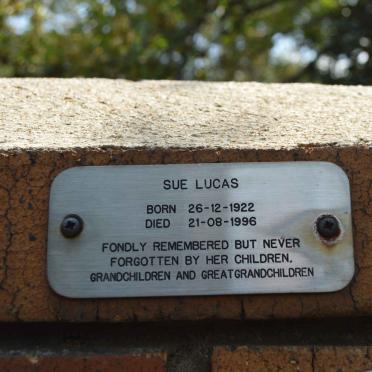 SUE LUCAS
BORN 26-12-1922
DIED 21-08-1996
FONDLY REMEMBERED BUT NEVER
FORGOTTEN BY HER CHILDREN,
GRANDCHILDREN AND GREATGRANDCHILDREN